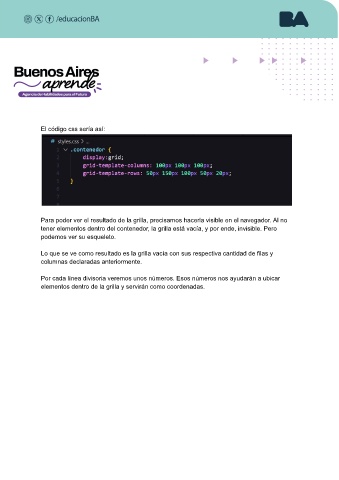 /educacionBA
BA
Buenos Aires
aprende
Agencia de Habilidades para el Futuro
El código css sería así:
# styles.css > ...
1 .contenedor {
2 display:grid;
3 grid-template-columns: 100px 100px 100px;
4 grid-template-rows: 50px 150px 100px 50px 20px;
5 }
Para poder ver el resultado de la grilla, precisamos hacerla visible en el navegador. Al no
tener elementos dentro del contenedor, la grilla está vacía, y por ende, invisible. Pero
podemos ver su esqueleto.
Lo que se ve como resultado es la grilla vacía con sus respectiva cantidad de filas y
columnas declaradas anteriormente.
Por cada línea divisoria veremos unos números. Esos números nos ayudarán a ubicar
elementos dentro de la grilla y servirán como coordenadas.